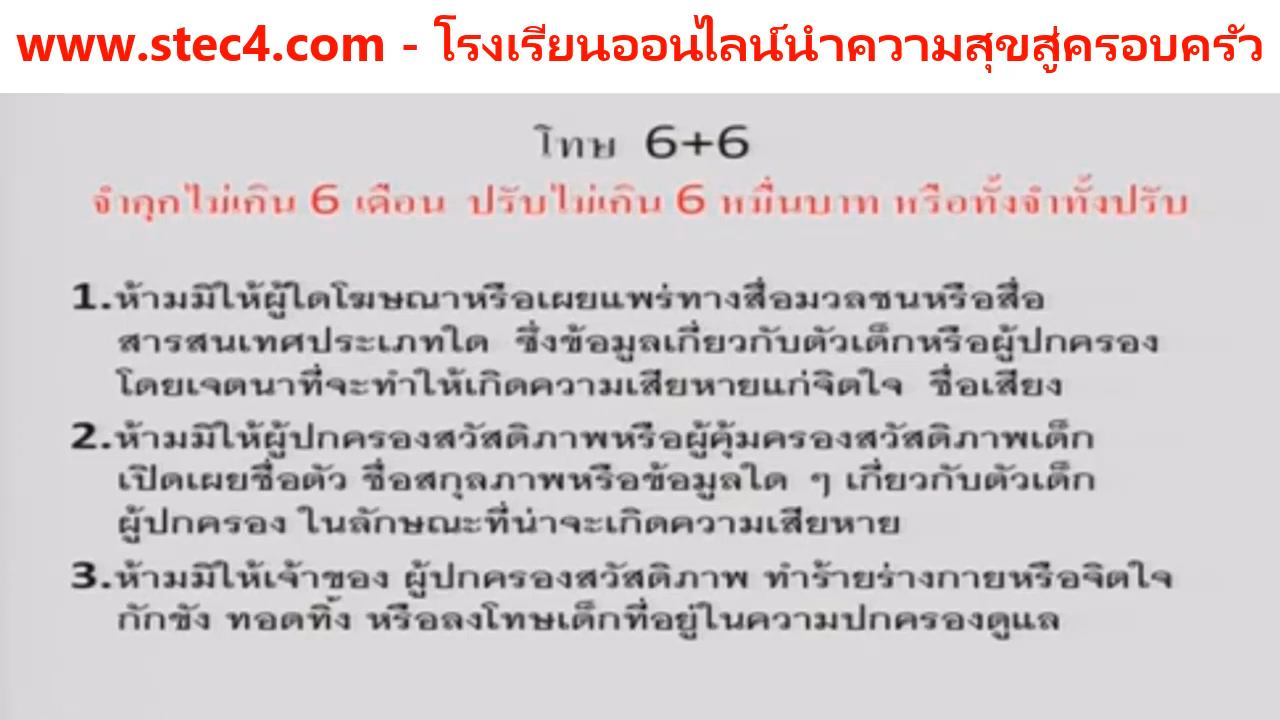 www.stec4.com - โรงเรียนออนไลน์นำความสุขสู่ครอบครัว
โทษ 6+6
จำคุกไม่เกิน 6 เดือน ปรับไม่เกิน 6 หมื่นบาท หรือทั้งจำทั้งปรับ
1.ห้ามมิให้ผู้ใดโฆษณาหรือเผยแพร่ทางสื่อมวลชนหรือสื่อ
สารสนเทศประเภทใด ซึ่งข้อมูลเกี่ยวกับตัวเด็กหรือผู้ปกครอง
โดยเจตนาที่จะทำให้เกิดความเสียหายแก่จิตใจ ชื่อเสียง
2.ห้ามมิให้ผู้ปกครองสวัสดิภาพหรือผู้คุ้มครองสวัสดิภาพเด็ก
เปิดเผยชื่อตัว ชื่อสกุลภาพหรือข้อมูลใด ๆ เกี่ยวกับตัวเด็ก
ผู้ปกครอง ในลักษณะที่น่าจะเกิดความเสียหาย
3.ห้ามมิให้เจ้าของ ผู้ปกครองสวัสดิภาพ ทำร้ายร่างกายหรือจิตใจ
กักขัง ทอดทิ้ง หรือลงโทษเด็กที่อยู่ในความปกครองดูแล